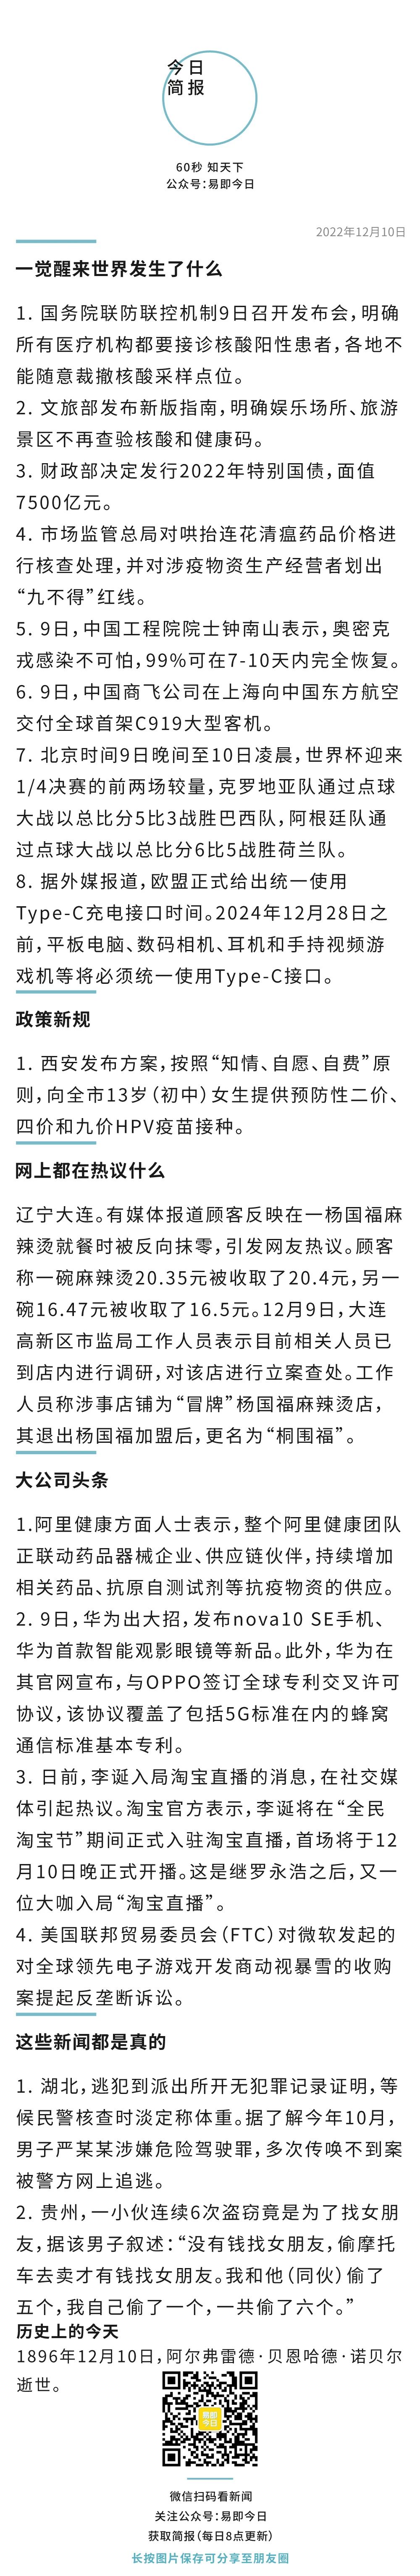 今日
简报
60秒 知天下
公众号：易即今日
2022年12月10日
一觉醒来世界发生了什么
1. 国务院联防联控机制9日召开发布会，明确
所有医疗机构都要接诊核酸阳性患者，各地不
能随意裁撤核酸采样点位。
2. 文旅部发布新版指南，明确娱乐场所、旅游
景区不再查验核酸和健康码。
3. 财政部决定发行2022年特别国债，面值
7500亿元。
4. 市场监管总局对哄抬连花清瘟药品价格进
行核查处理，并对涉疫物资生产经营者划出
“九不得”红线。
5. 9日，中国工程院院士钟南山表示，奥密克
戎感染不可怕，99%可在7-10天内完全恢复。
6. 9日，中国商飞公司在上海向中国东方航空
交付全球首架C919大型客机。
7. 北京时间9日晚间至10日凌晨，世界杯迎来
1/4决赛的前两场较量，克罗地亚队通过点球
大战以总比分5比3战胜巴西队，阿根廷队通
过点球大战以总比分6比5战胜荷兰队。
8. 据外媒报道，欧盟正式给出统一使用
Type-C充电接口时间。2024年12月28日之
前，平板电脑、数码相机、耳机和手持视频游
戏机等将必须统一使用Type-C接口。
政策新规
1. 西安发布方案，按照“知情、自愿、自费”原
则，向全市13岁（初中）女生提供预防性二价、
四价和九价HPV疫苗接种。
网上都在热议什么
辽宁大连。有媒体报道顾客反映在一杨国福麻
辣烫就餐时被反向抹零，引发网友热议。顾客
称一碗麻辣烫20.35元被收取了20.4元，另一
碗16.47元被收取了16.5元。12月9日，大连
高新区市监局工作人员表示目前相关人员已
到店内进行调研，对该店进行立案查处。工作
人员称涉事店铺为“冒牌”杨国福麻辣烫店，
其退出杨国福加盟后，更名为“桐围福”。
大公司头条
1.阿里健康方面人士表示，整个阿里健康团队
正联动药品器械企业、供应链伙伴，持续增加
相关药品、抗原自测试剂等抗疫物资的供应。
2. 9日，华为出大招，发布nova10 SE手机、
华为首款智能观影眼镜等新品。此外，华为在
其官网宣布，与OPPO签订全球专利交叉许可
协议，该协议覆盖了包括5G标准在内的蜂窝
通信标准基本专利。
3. 日前，李诞入局淘宝直播的消息，在社交媒
体引起热议。淘宝官方表示，李诞将在“全民
淘宝节”期间正式入驻淘宝直播，首场将于12
月10日晚正式开播。这是继罗永浩之后，又一
位大咖入局“淘宝直播”。
4. 美国联邦贸易委员会（FTC）对微软发起的
对全球领先电子游戏开发商动视暴雪的收购
案提起反垄断诉讼。
这些新闻都是真的
1. 湖北，逃犯到派出所开无犯罪记录证明，等
候民警核查时淡定称体重。据了解今年10月，
男子严某某涉嫌危险驾驶罪，多次传唤不到案
被警方网上追逃。
2. 贵州，一小伙连续6次盗窃竟是为了找女朋
友，据该男子叙述：“没有钱找女朋友，偷摩托
车去卖才有钱找女朋友。我和他（同伙）偷了
五个，我自己偷了一个，一共偷了六个。”
历史上的今天
1896年12月10日，阿尔弗雷德·贝恩哈德·诺贝尔
逝世。
易即
今日
微信扫码看新闻
关注公众号：易即今日
获取简报（每日8点更新）
长按图片保存可分享至朋友圈